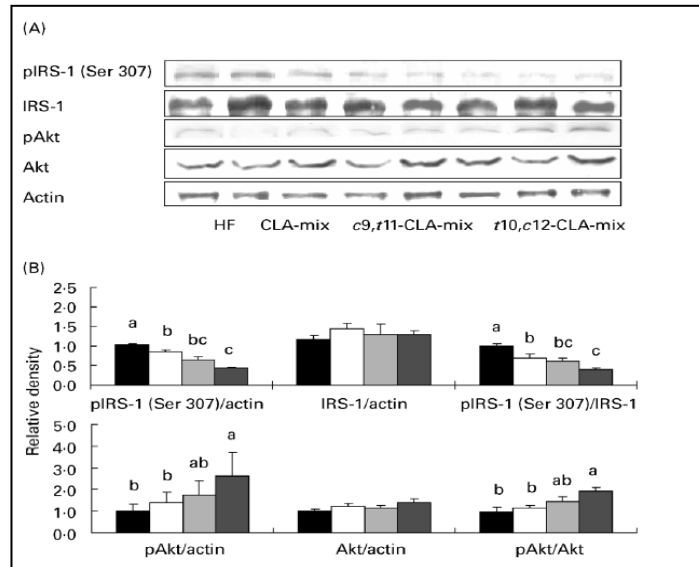 (A)
pIRS-1 (Ser 307)
IRS-1
pAkt
Akt
Actin
HF CLA-mix c9,t11-CLA-mix t10,c12-CLA-mix
(B)
Relative density
2·5
2·0
1·5
1·0
0·5
0·0
a b bc c
a b bc c
pIRS-1 (Ser 307)/actin IRS-1/actin pIRS-1 (Ser 307)/IRS-1
5·0
4·0
3·0
2·0
1·0
0·0
b b ab a
b b ab a
pAkt/actin Akt/actin pAkt/Akt